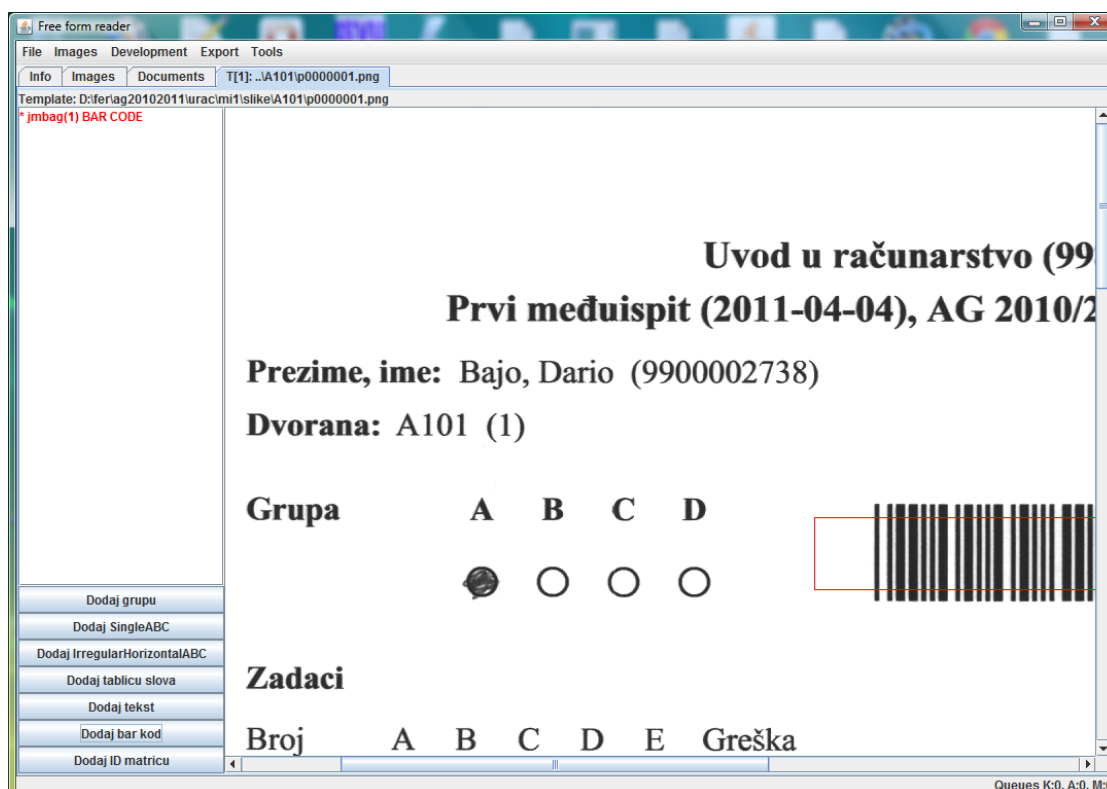 Free form reader
File Images Development Export Tools
Info Images Documents T[1]: ..\A101\p0000001.png
Template: D:\fer\ag20102011\urac\mi1\slike\A101\p0000001.png
* jmbag(1) BAR CODE
Uvod u računarstvo (99
Prvi međuispit (2011-04-04), AG 2010/2
Prezime, ime: Bajo, Dario (9900002738)
Dvorana: A101 (1)
Grupa A B C D
Zadaci
Broj A B C D E Greška
Dodaj grupu
Dodaj SingleABC
Dodaj IrregularHorizontalABC
Dodaj tablicu slova
Dodaj tekst
Dodaj bar kod
Dodaj ID matricu
Queues K:0, A:0, M: